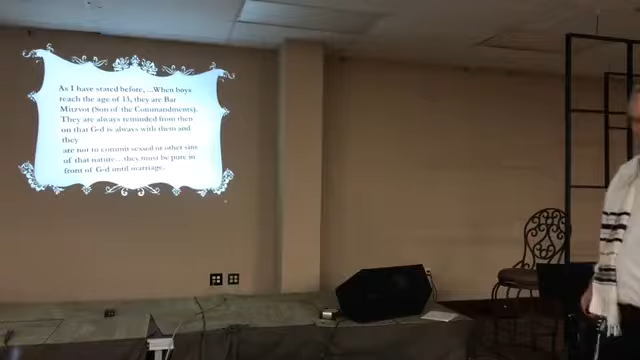 As I have stated before, ...When boys
reach the age of 13, they are Bar
Mitzvot (Son of the Commandments).
They are always reminded from then
on that G-d is always with them and
they
are not to commit sexual or other sins
of that nature...they must be pure in
front of G-d until marriage.